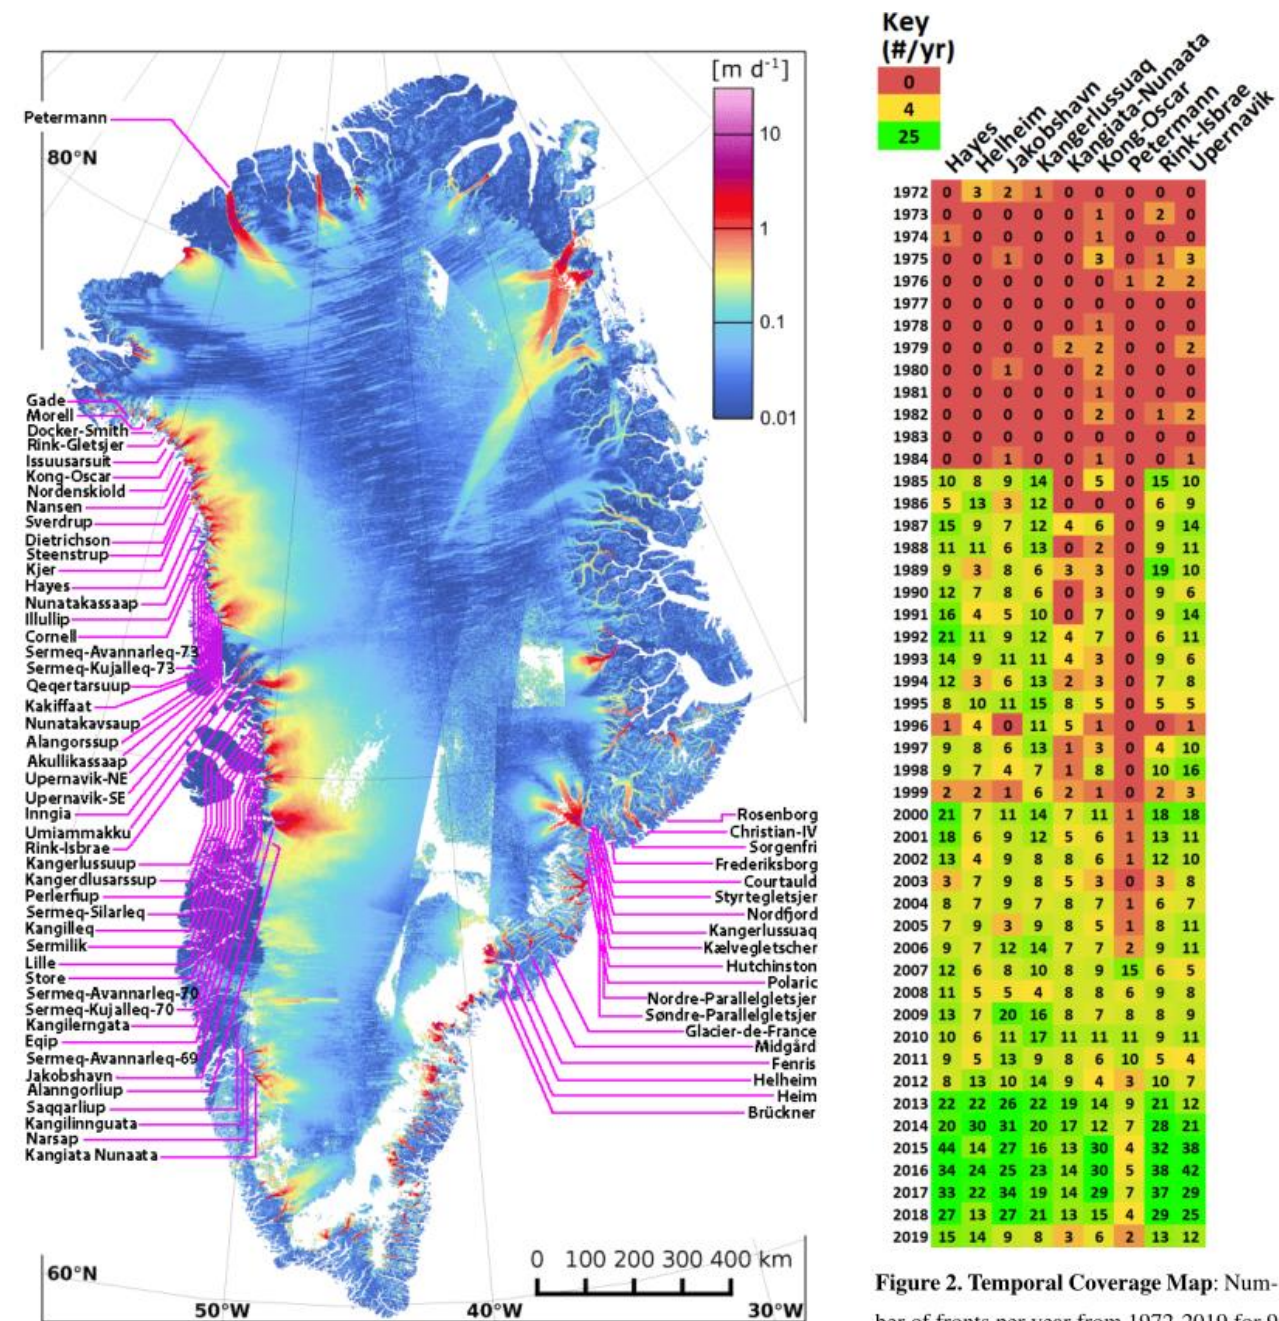 Petermann
80°N
[m d⁻¹]
10
1
0.1
0.01
Gade
Morell
Docker-Smith
Rink-Gletsjer
Issuusarsuit
Kong-Oscar
Nordenskiold
Nansen
Sverdrup
Dietrichson
Steenstrup
Kjer
Hayes
Nunatakassaap
Illullip
Cornell
Sermeq-Avannarleq-73
Sermeq-Kujalleq-73
Qeqertarsuup
Kakiffaat
Nunatakavsaup
Alangorssup
Akullikassaap
Upernavik-NE
Upernavik-SE
Inngia
Umiammakku
Rink-Isbrae
Kangerlussuup
Kangerdlusarssup
Perlerfiup
Sermeq-Silarleq
Kangilleq
Sermilik
Lille
Store
Sermeq-Avannarleq-70
Sermeq-Kujalleq-70
Kangilerngata
Eqip
Sermeq-Avannarleq-69
Jakobshavn
Alanngorliup
Saqqarliup
Kangilinnguata
Narsap
Kangiata Nunaata
Rosenborg
Christian-IV
Sorgenfri
Frederiksborg
Courtauld
Styrtegletsjer
Nordfjord
Kangerlussuaq
Kælvegletscher
Hutchinston
Polaric
Nordre-Parallelgletsjer
Søndre-Parallelgletsjer
Glacier-de-France
Midgård
Fenris
Helheim
Heim
Brückner
0 100 200 300 400 km
60°N
50°W 40°W 30°W
Key
(#/yr)
0
4
25
Hayes
Helheim
Jakobshavn
Kangerlussuaq
Kangiata-Nunaata
Kong-Oscar
Petermann
Rink-Isbrae
Upernavik
1972 0 3 2 1 0 0 0 0 0
1973 0 0 0 0 0 1 0 2 0
1974 1 0 0 0 0 1 0 0 0
1975 0 0 1 0 0 3 0 1 3
1976 0 0 0 0 0 0 1 2 2
1977 0 0 0 0 0 0 0 0 0
1978 0 0 0 0 0 1 0 0 0
1979 0 0 0 0 2 2 0 0 2
1980 0 0 1 0 0 2 0 0 0
1981 0 0 0 0 0 1 0 0 0
1982 0 0 0 0 0 2 0 1 2
1983 0 0 0 0 0 0 0 0 0
1984 0 0 1 0 0 1 0 0 1
1985 10 8 9 14 0 5 0 15 10
1986 5 13 3 12 0 0 0 6 9
1987 15 9 7 12 4 6 0 9 14
1988 11 11 6 13 0 2 0 9 11
1989 9 3 8 6 3 3 0 19 10
1990 12 7 8 6 0 3 0 9 6
1991 16 4 5 10 0 7 0 9 14
1992 21 11 9 12 4 7 0 6 11
1993 14 9 11 11 4 3 0 9 6
1994 12 3 6 13 2 3 0 7 8
1995 8 10 11 15 8 5 0 5 5
1996 1 4 0 11 5 1 0 0 1
1997 9 8 6 13 1 3 0 4 10
1998 9 7 4 7 1 8 0 10 16
1999 2 2 1 6 2 1 0 2 3
2000 21 7 11 14 7 11 1 18 18
2001 18 6 9 12 5 6 1 13 11
2002 13 4 9 8 8 6 1 12 10
2003 3 7 9 8 5 3 0 3 8
2004 8 7 9 7 8 7 1 6 7
2005 7 9 3 9 8 5 1 8 11
2006 9 7 12 14 7 7 2 9 11
2007 12 6 8 10 8 9 15 6 5
2008 11 5 5 4 8 8 6 9 8
2009 13 7 20 16 8 7 8 8 9
2010 10 6 11 17 11 11 11 9 11
2011 9 5 13 9 8 6 10 5 4
2012 8 13 10 14 9 4 3 10 7
2013 22 22 26 22 19 14 9 21 12
2014 20 30 31 20 17 12 7 28 21
2015 44 14 27 16 13 30 4 32 38
2016 34 24 25 23 14 30 5 38 42
2017 33 22 34 19 14 29 7 37 29
2018 27 13 27 21 13 15 4 29 25
2019 15 14 9 8 3 6 2 13 12
Figure 2. Temporal Coverage Map: Num-
ber of fronts per year from 1972-2019 for 9